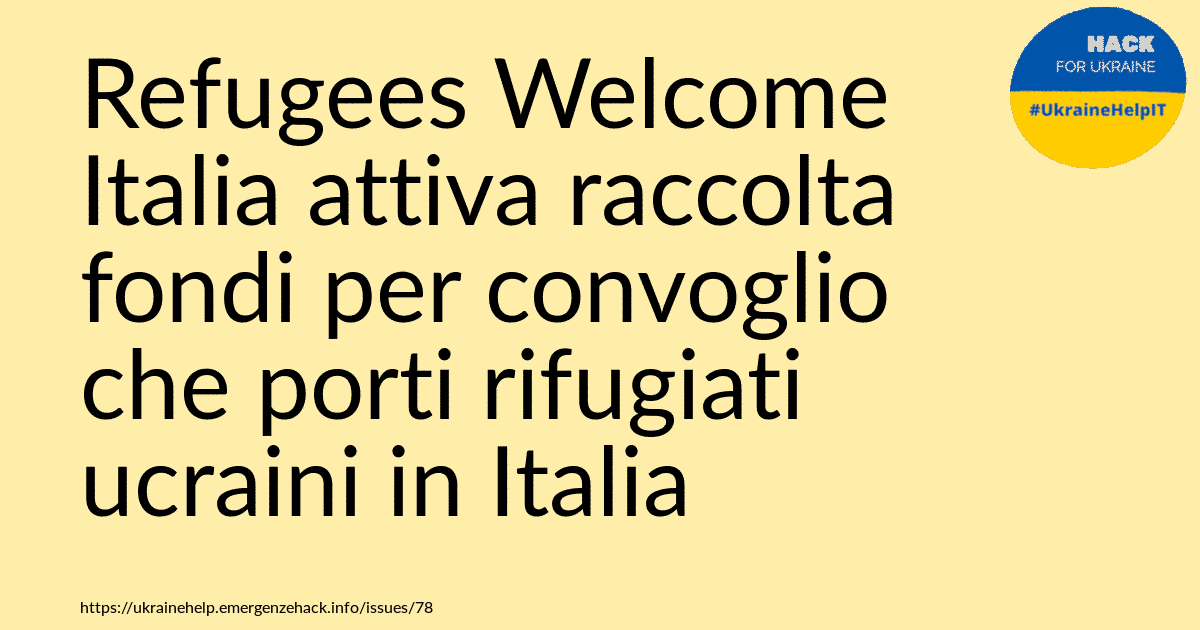 HACK
FOR UKRAINE
#UkraineHelpIT
Refugees Welcome
Italia attiva raccolta
fondi per convoglio
che porti rifugiati
ucraini in Italia
https://ukrainehelp.emergenzehack.info/issues/78